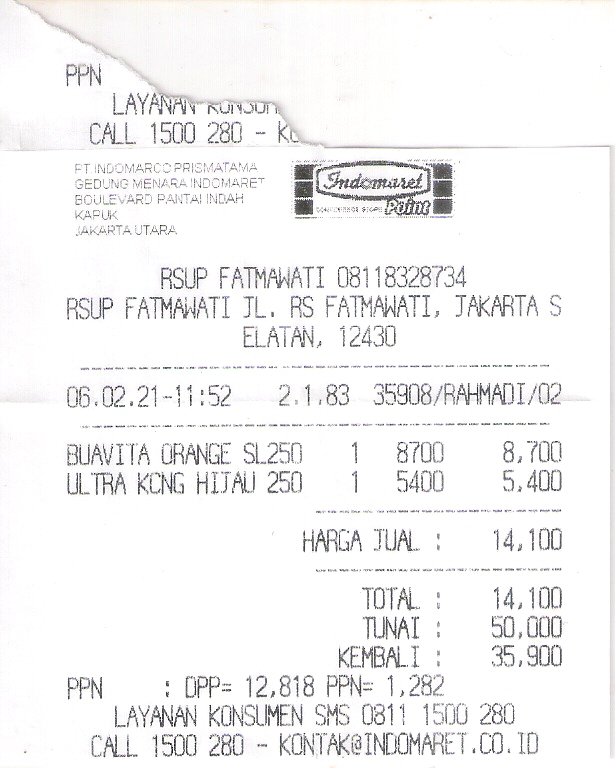 PPN
LAYANAN KONSUM
CALL 1500 280 - KO
PT INDOMARCO PRISMATAMA
GEDUNG MENARA INDOMARET
BOULEVARD PANTAI INDAH
KAPUK
JAKARTA UTARA
Indomaret
CONVENIENCE STORE Point
RSUP FATMAWATI 08118328734
RSUP FATMAWATI JL. RS FATMAWATI, JAKARTA S
ELATAN, 12430
06.02.21-11:52 2.1.83 35908/RAHMADI/02
BUAVITA ORANGE SL250 1 8700 8,700
ULTRA KCNG HIJAU 250 1 5400 5,400
HARGA JUAL : 14,100
TOTAL : 14,100
TUNAI : 50,000
KEMBALI : 35,900
PPN : DPP= 12,818 PPN= 1,282
LAYANAN KONSUMEN SMS 0811 1500 280
CALL 1500 280 - KONTAK@INDOMARET.CO.ID